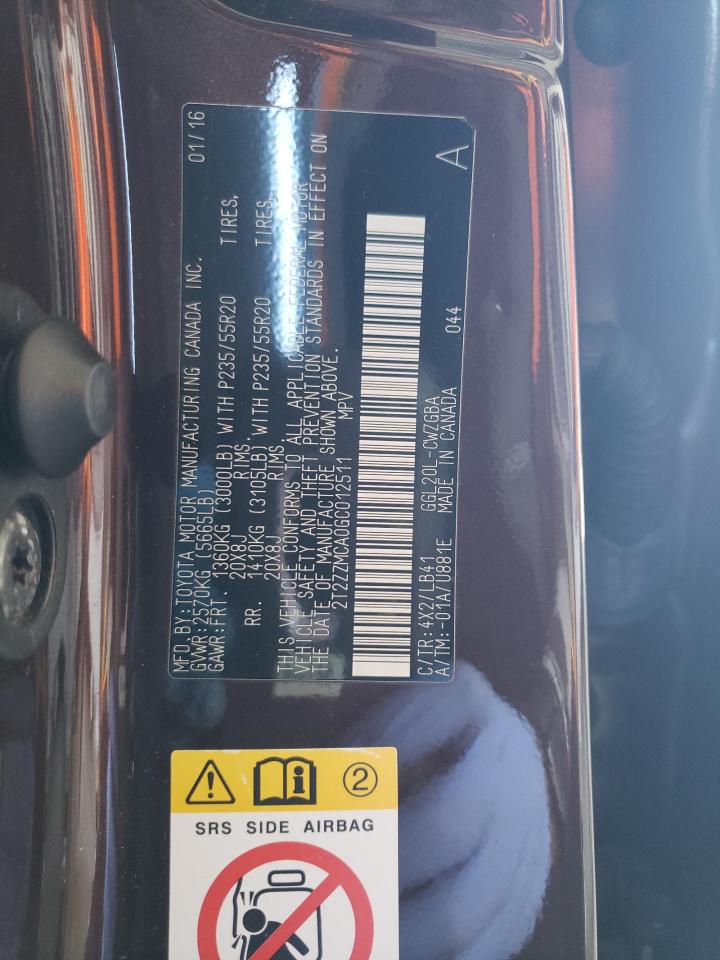 MFD.BY:TOYOTA MOTOR MANUFACTURING CANADA INC. 01/16
GVWR:2570KG (5665LB)
GAWR:FRT. 1360KG (3000LB) WITH P235/55R20 TIRES,
20X8J RIMS.
RR. 1410KG (3105LB) WITH P235/55R20 TIRES,
20X8J RIMS.
THIS VEHICLE CONFORMS TO ALL APPLICABLE FEDERAL MOTOR
VEHICLE SAFETY AND THEFT PREVENTION STANDARDS IN EFFECT ON
THE DATE OF MANUFACTURE SHOWN ABOVE.
2T2ZZMCA0GC012511 MPV
A
C/TR:4X2/LB41 GGL20L-CWZGBA 044
A/TM:-01A/U881E MADE IN CANADA
2
SRS SIDE AIRBAG